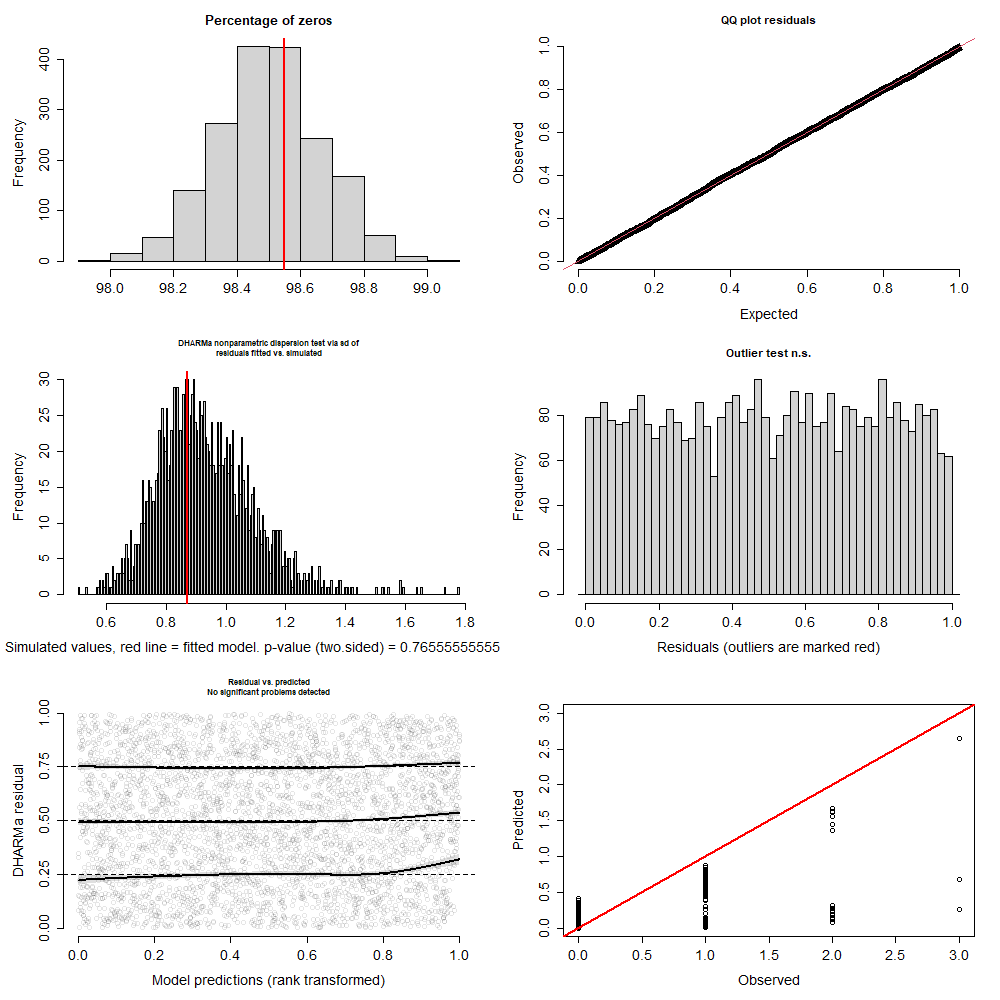 Percentage of zeros
Frequency
0
100
200
300
400
98.0 98.2 98.4 98.6 98.8 99.0
QQ plot residuals
Observed
0.0
0.2
0.4
0.6
0.8
1.0
0.0 0.2 0.4 0.6 0.8 1.0
Expected
DHARMa nonparametric dispersion test via sd of
residuals fitted vs. simulated
Frequency
0
5
10
15
20
25
30
0.6 0.8 1.0 1.2 1.4 1.6 1.8
Simulated values, red line = fitted model. p-value (two.sided) = 0.76555555555
Outlier test n.s.
Frequency
0
20
40
60
80
0.0 0.2 0.4 0.6 0.8 1.0
Residuals (outliers are marked red)
Residual vs. predicted
No significant problems detected
DHARMa residual
0.00
0.25
0.50
0.75
1.00
0.0 0.2 0.4 0.6 0.8 1.0
Model predictions (rank transformed)
Predicted
0.0
0.5
1.0
1.5
2.0
2.5
3.0
0.0 0.5 1.0 1.5 2.0 2.5 3.0
Observed